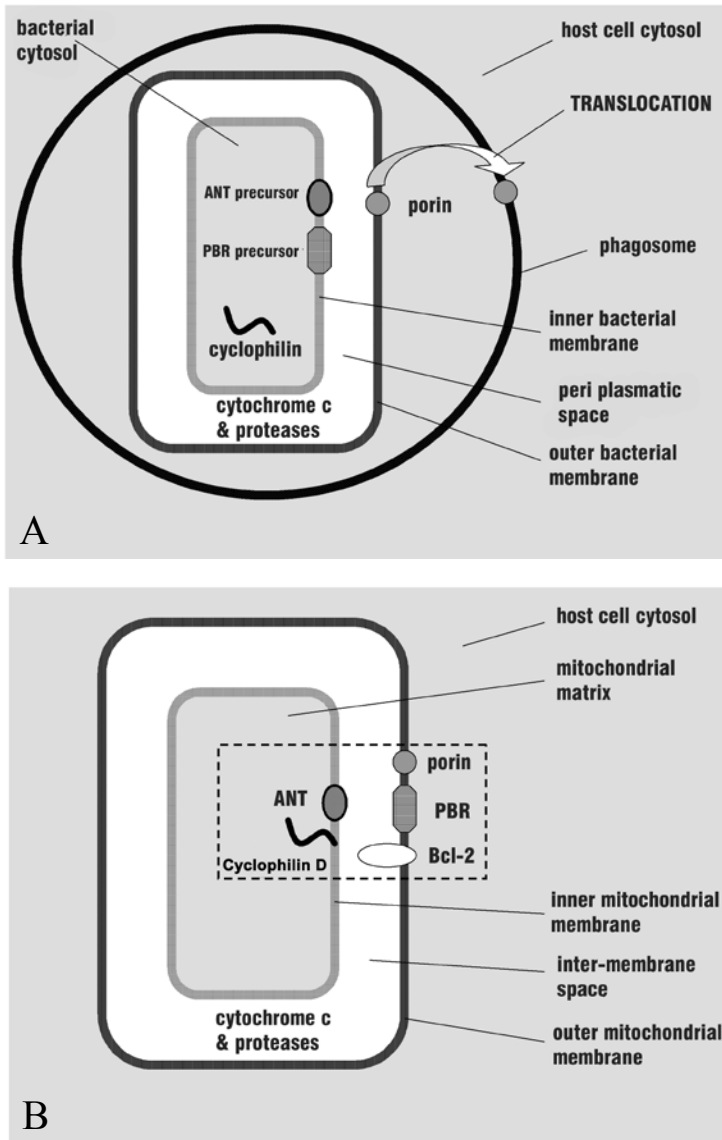 bacterial
cytosol
host cell cytosol
TRANSLOCATION
ANT precursor
porin
PBR precursor
phagosome
cyclophilin
inner bacterial
membrane
peri plasmatic
space
cytochrome c
& proteases
outer bacterial
membrane
A
host cell cytosol
mitochondrial
matrix
porin
ANT
PBR
Cyclophilin D
Bcl-2
inner mitochondrial
membrane
inter-membrane
space
cytochrome c
& proteases
outer mitochondrial
membrane
B